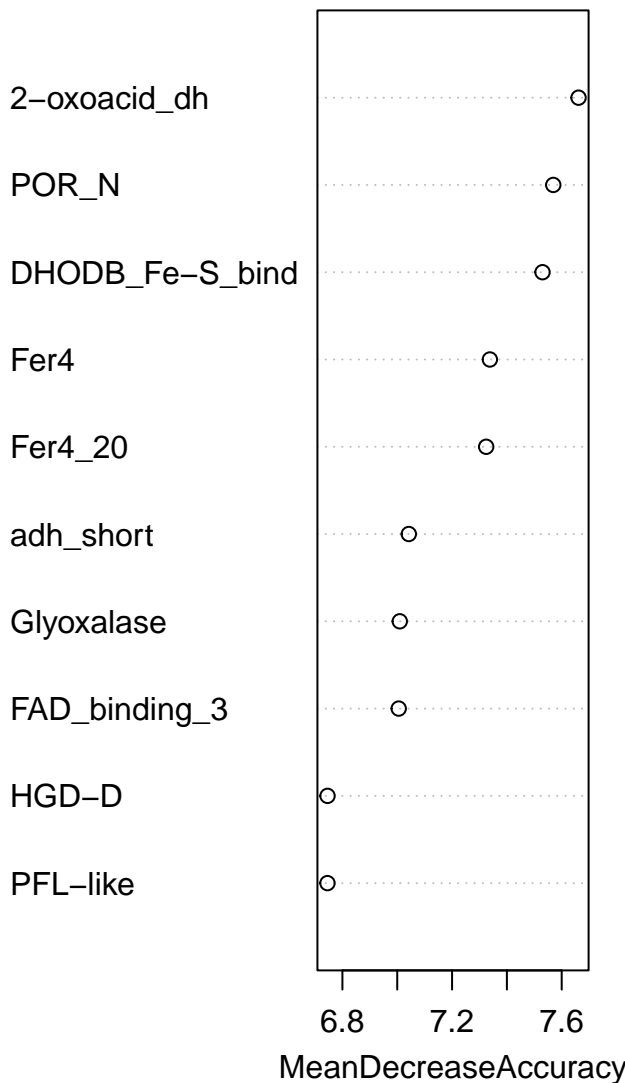 2−oxoacid_dh
POR_N
DHODB_Fe−S_bind
Fer4
Fer4_20
adh_short
Glyoxalase
FAD_binding_3
HGD−D
PFL−like
6.8 7.2 7.6
MeanDecreaseAccuracy